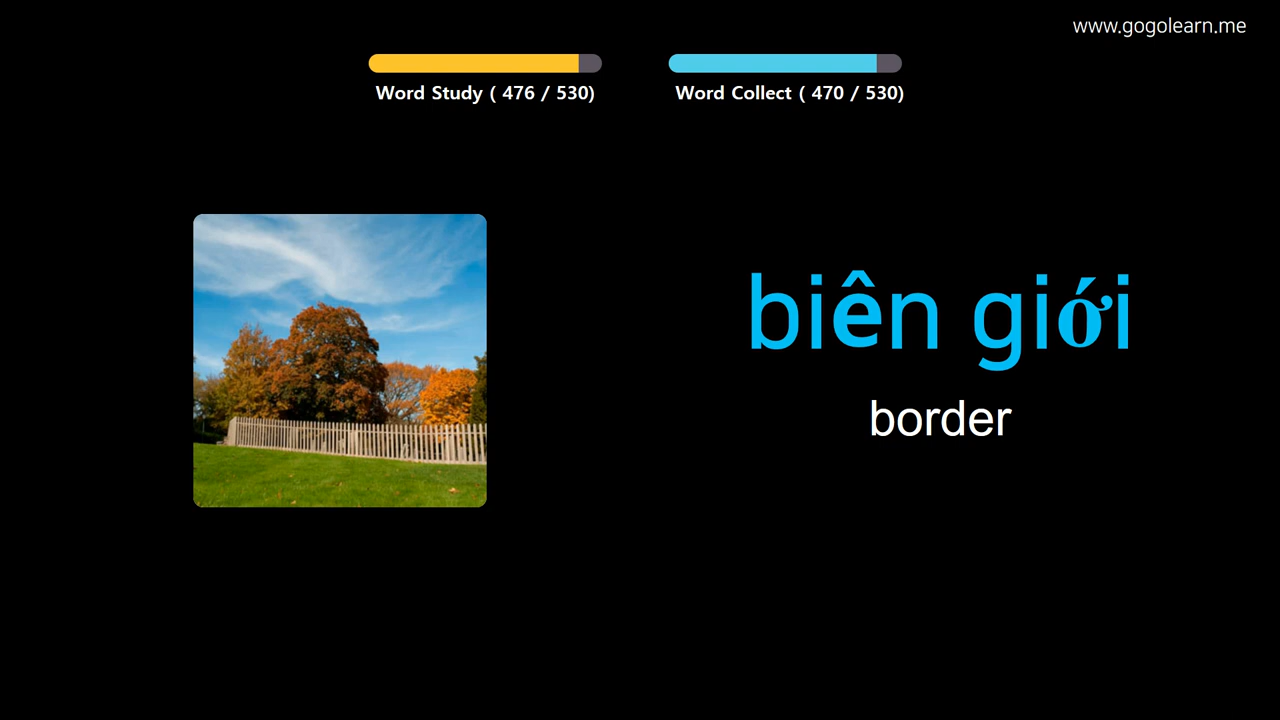 www.gogolearn.me
Word Study ( 476 / 530)
Word Collect ( 470 / 530)
biên giới
border